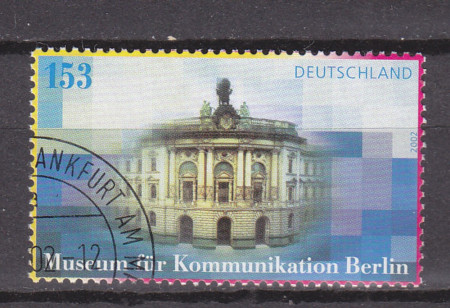 153
DEUTSCHLAND
2002
ANKFURT AM
02 - 12
Museum für Kommunikation Berlin